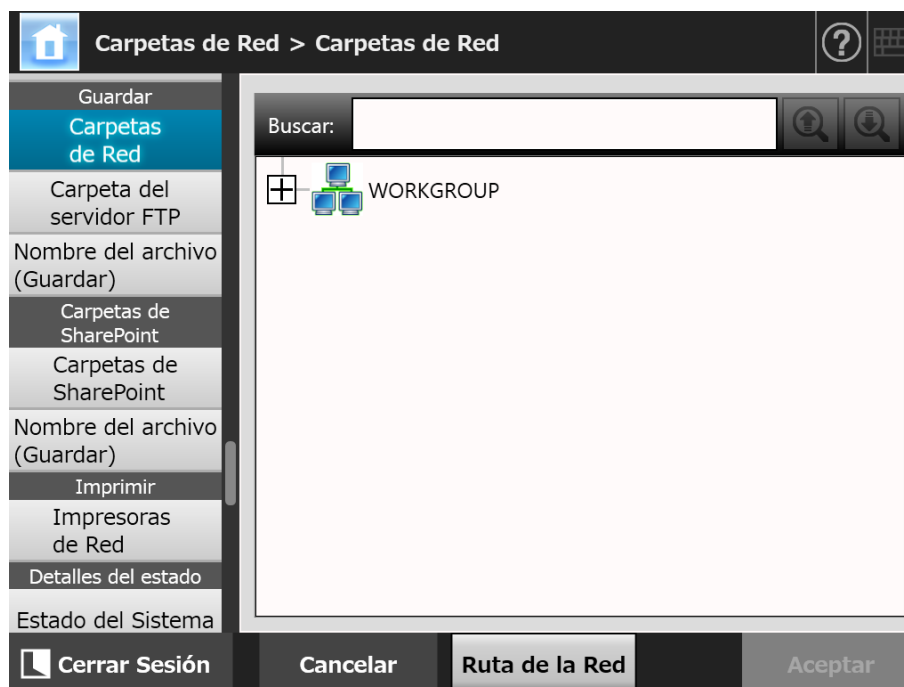 Carpetas de Red > Carpetas de Red
?
Guardar
Carpetas
de Red
Carpeta del
servidor FTP
Nombre del archivo
(Guardar)
Carpetas de
SharePoint
Carpetas de
SharePoint
Nombre del archivo
(Guardar)
Imprimir
Impresoras
de Red
Detalles del estado
Estado del Sistema
Buscar:
WORKGROUP
Cerrar Sesión
Cancelar
Ruta de la Red
Aceptar